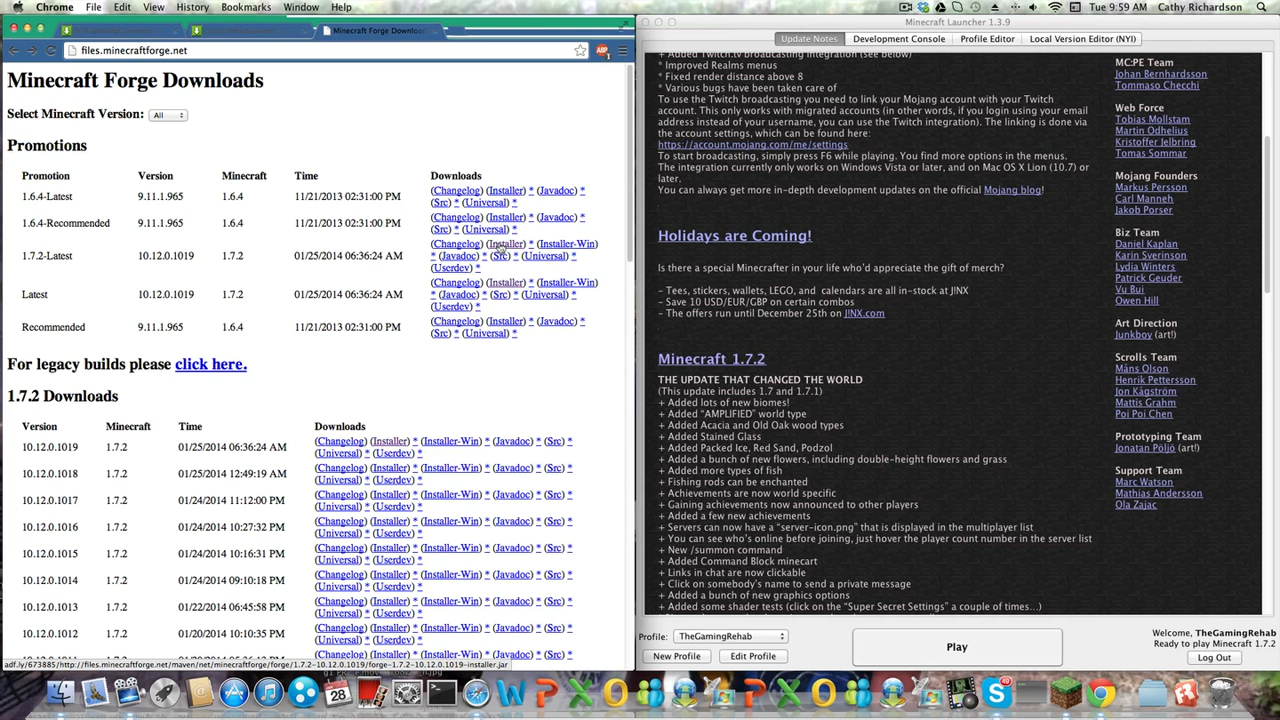 Chrome File Edit View History Bookmarks Window Help
Tue 9:59 AM Cathy Richardson
Minecraft Forge Downloa
files.minecraftforge.net
Minecraft Forge Downloads
Select Minecraft Version: All
Promotions
Promotion Version Minecraft Time Downloads
1.6.4-Latest 9.11.1.965 1.6.4 11/21/2013 02:31:00 PM (Changelog) (Installer) * (Javadoc) *
(Src) * (Universal) *
1.6.4-Recommended 9.11.1.965 1.6.4 11/21/2013 02:31:00 PM (Changelog) (Installer) * (Javadoc) *
(Src) * (Universal) *
1.7.2-Latest 10.12.0.1019 1.7.2 01/25/2014 06:36:24 AM (Changelog) (Installer) * (Installer-Win)
* (Javadoc) * (Src) * (Universal) *
(Userdev) *
Latest 10.12.0.1019 1.7.2 01/25/2014 06:36:24 AM (Changelog) (Installer) * (Installer-Win)
* (Javadoc) * (Src) * (Universal) *
(Userdev) *
Recommended 9.11.1.965 1.6.4 11/21/2013 02:31:00 PM (Changelog) (Installer) * (Javadoc) *
(Src) * (Universal) *
For legacy builds please click here.
1.7.2 Downloads
Version Minecraft Time Downloads
10.12.0.1019 1.7.2 01/25/2014 06:36:24 AM (Changelog) (Installer) * (Installer-Win) * (Javadoc) * (Src) *
(Universal) * (Userdev) *
10.12.0.1018 1.7.2 01/25/2014 12:49:19 AM (Changelog) (Installer) * (Installer-Win) * (Javadoc) * (Src) *
(Universal) * (Userdev) *
10.12.0.1017 1.7.2 01/24/2014 11:12:00 PM (Changelog) (Installer) * (Installer-Win) * (Javadoc) * (Src) *
(Universal) * (Userdev) *
10.12.0.1016 1.7.2 01/24/2014 10:27:32 PM (Changelog) (Installer) * (Installer-Win) * (Javadoc) * (Src) *
(Universal) * (Userdev) *
10.12.0.1015 1.7.2 01/24/2014 10:16:31 PM (Changelog) (Installer) * (Installer-Win) * (Javadoc) * (Src) *
(Universal) * (Userdev) *
10.12.0.1014 1.7.2 01/24/2014 09:10:18 PM (Changelog) (Installer) * (Installer-Win) * (Javadoc) * (Src) *
(Universal) * (Userdev) *
10.12.0.1013 1.7.2 01/22/2014 06:45:58 PM (Changelog) (Installer) * (Installer-Win) * (Javadoc) * (Src) *
(Universal) * (Userdev) *
10.12.0.1012 1.7.2 01/20/2014 10:10:35 PM (Changelog) (Installer) * (Installer-Win) * (Javadoc) * (Src) *
(Universal) * (Userdev) *
adf.ly/673885/http://files.minecraftforge.net/maven/net/minecraftforge/forge/1.7.2-10.12.0.1019/forge-1.7.2-10.12.0.1019-installer.jar
Minecraft Launcher 1.3.9
Update Notes Development Console Profile Editor Local Version Editor (NYI)
+ Added Twitch.tv broadcasting integration (see below)
* Improved Realms menus
* Fixed render distance above 8
* Various bugs have been taken care of
To use the Twitch broadcasting you need to link your Mojang account with your Twitch
account. This only works with migrated accounts (in other words, if you login using your email
address instead of your username, you can use the Twitch integration). The linking is done via
the account settings, which can be found here:
https://account.mojang.com/me/settings
To start broadcasting, simply press F6 while playing. You find more options in the menus.
The integration currently only works on Windows Vista or later, and on Mac OS X Lion (10.7) or
later.
You can always get more in-depth development updates on the official Mojang blog!
Holidays are Coming!
Is there a special Minecrafter in your life who'd appreciate the gift of merch?
- Tees, stickers, wallets, LEGO, and  calendars are all in-stock at J!NX
- Save 10 USD/EUR/GBP on certain combos
- The offers run until December 25th on J!NX.com
Minecraft 1.7.2
THE UPDATE THAT CHANGED THE WORLD
(This update includes 1.7 and 1.7.1)
+ Added lots of new biomes!
+ Added "AMPLIFIED" world type
+ Added Acacia and Old Oak wood types
+ Added Stained Glass
+ Added Packed Ice, Red Sand, Podzol
+ Added a bunch of new flowers, including double-height flowers and grass
+ Added more types of fish
+ Fishing rods can be enchanted
+ Achievements are now world specific
+ Gaining achievements now announced to other players
+ Added a few new achievements
+ Servers can now have a "server-icon.png" that is displayed in the multiplayer list
+ You can see who's online before joining, just hover the player count number in the server list
+ New /summon command
+ Added Command Block minecart
+ Links in chat are now clickable
+ Click on somebody's name to send a private message
+ Added a bunch of new graphics options
+ Added some shader tests (click on the "Super Secret Settings" a couple of times...)
MC:PE Team
Johan Bernhardsson
Tommaso Checchi
Web Force
Tobias Mollstam
Martin Odhelius
Kristoffer Jelbring
Tomas Sommar
Mojang Founders
Markus Persson
Carl Manneh
Jakob Porser
Biz Team
Daniel Kaplan
Karin Severinson
Lydia Winters
Patrick Geuder
Vu Bui
Owen Hill
Art Direction
Junkboy (art!)
Scrolls Team
Måns Olson
Henrik Pettersson
Jon Kågström
Mattis Grahm
Poi Poi Chen
Prototyping Team
Jonatan Pöljö (art!)
Support Team
Marc Watson
Mathias Andersson
Ola Zajac
Profile: TheGamingRehab
New Profile Edit Profile
Play
Welcome, TheGamingRehab
Ready to play Minecraft 1.7.2
Log Out